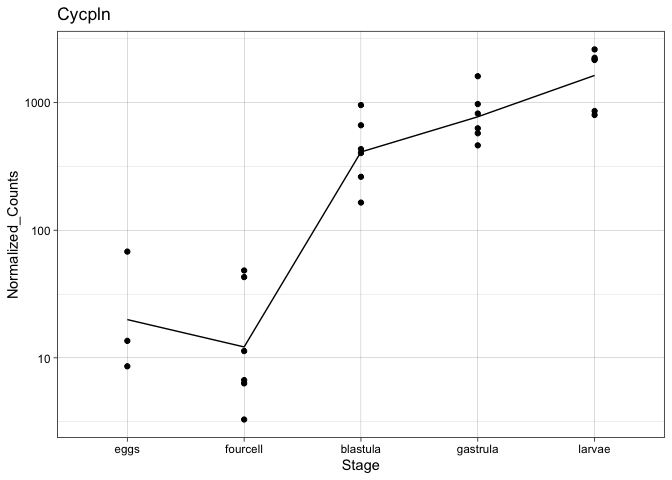 Cycpln
1000
100
10
Normalized_Counts
eggs fourcell blastula gastrula larvae
Stage